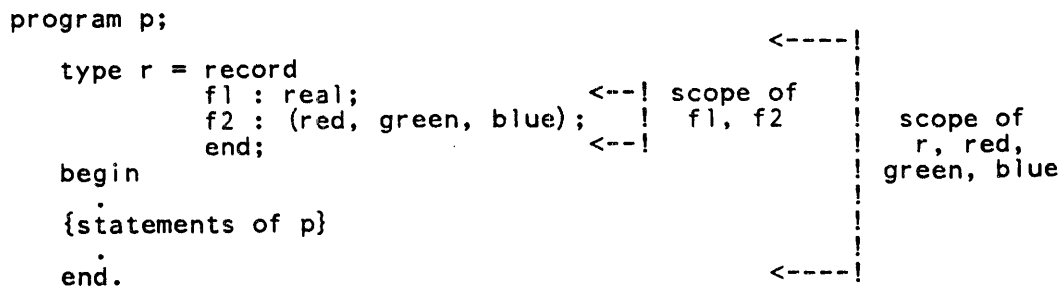 program p;
<----!
type r = record !
f1 : real; <--! scope of !
f2 : (red, green, blue); ! f1, f2 ! scope of
end; <--! ! r, red,
begin ! green, blue
. !
{statements of p} !
. !
end. <----!